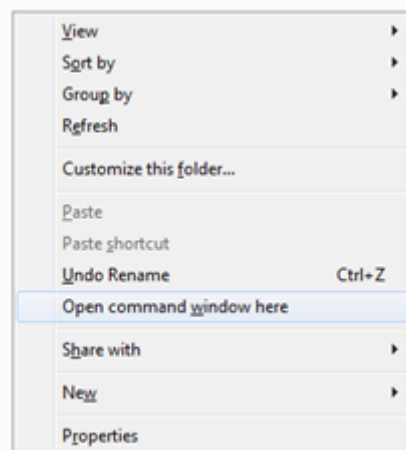 View
Sort by
Group by
Refresh
Customize this folder...
Paste
Paste shortcut
Undo Rename Ctrl+Z
Open command window here
Share with
New
Properties